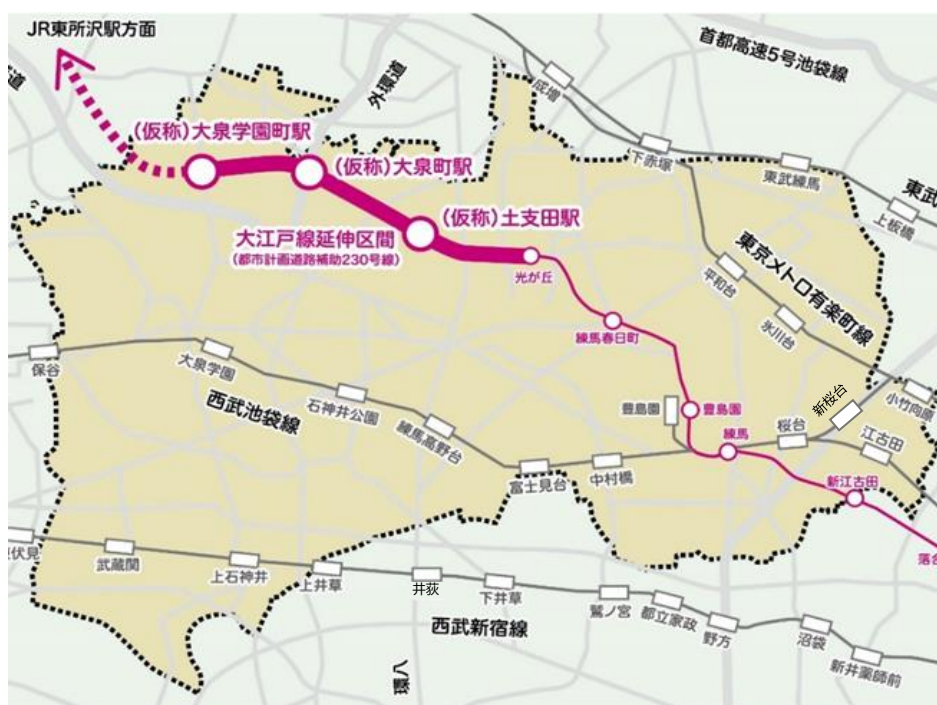 JR東所沢駅方面
首都高速5号池袋線
外環道
道
成増
(仮称)大泉学園町駅
(仮称)大泉町駅
下赤塚
東武練馬
東武
上板橋
(仮称)土支田駅
大江戸線延伸区間
(都市計画道路補助230号線)
光が丘
東京メトロ有楽町線
平和台
氷川台
練馬春日町
保谷
大泉学園
石神井公園
西武池袋線
練馬高野台
豊島園
豊島園
小竹向原
新桜台
桜台
江古田
練馬
富士見台
中村橋
新江古田
伏見
武蔵関
上石神井
上井草
井荻
下井草
鷺ノ宮
都立家政
野方
沼袋
新井薬師前
落合
西武新宿線
環八